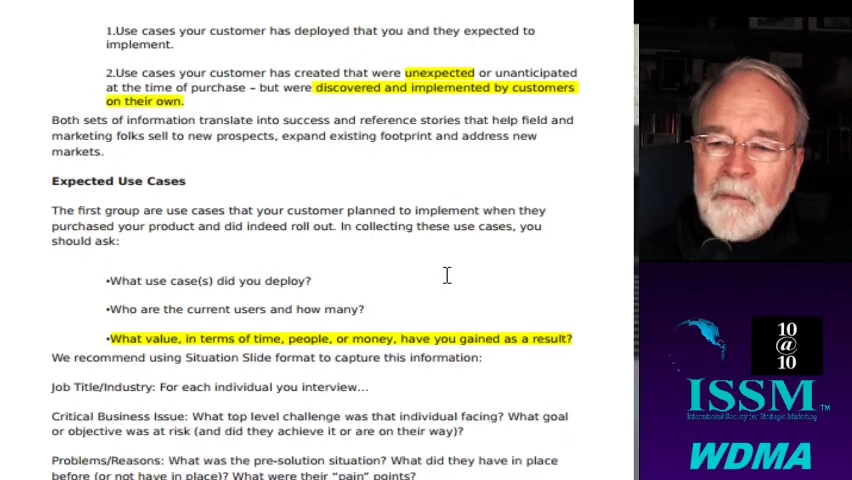 1.Use cases your customer has deployed that you and they expected to
implement.
2.Use cases your customer has created that were unexpected or unanticipated
at the time of purchase – but were discovered and implemented by customers
on their own.
Both sets of information translate into success and reference stories that help field and
marketing folks sell to new prospects, expand existing footprint and address new
markets.
Expected Use Cases
The first group are use cases that your customer planned to implement when they
purchased your product and did indeed roll out. In collecting these use cases, you
should ask:
•What use case(s) did you deploy?
•Who are the current users and how many?
•What value, in terms of time, people, or money, have you gained as a result?
We recommend using Situation Slide format to capture this information:
Job Title/Industry: For each individual you interview…
Critical Business Issue: What top level challenge was that individual facing? What goal
or objective was at risk (and did they achieve it or are on their way)?
Problems/Reasons: What was the pre-solution situation? What did they have in place
before (or not have in place)? What were their “pain” points?
10
@
10
ISSM™
International Society for Strategic Marketing
WDMA